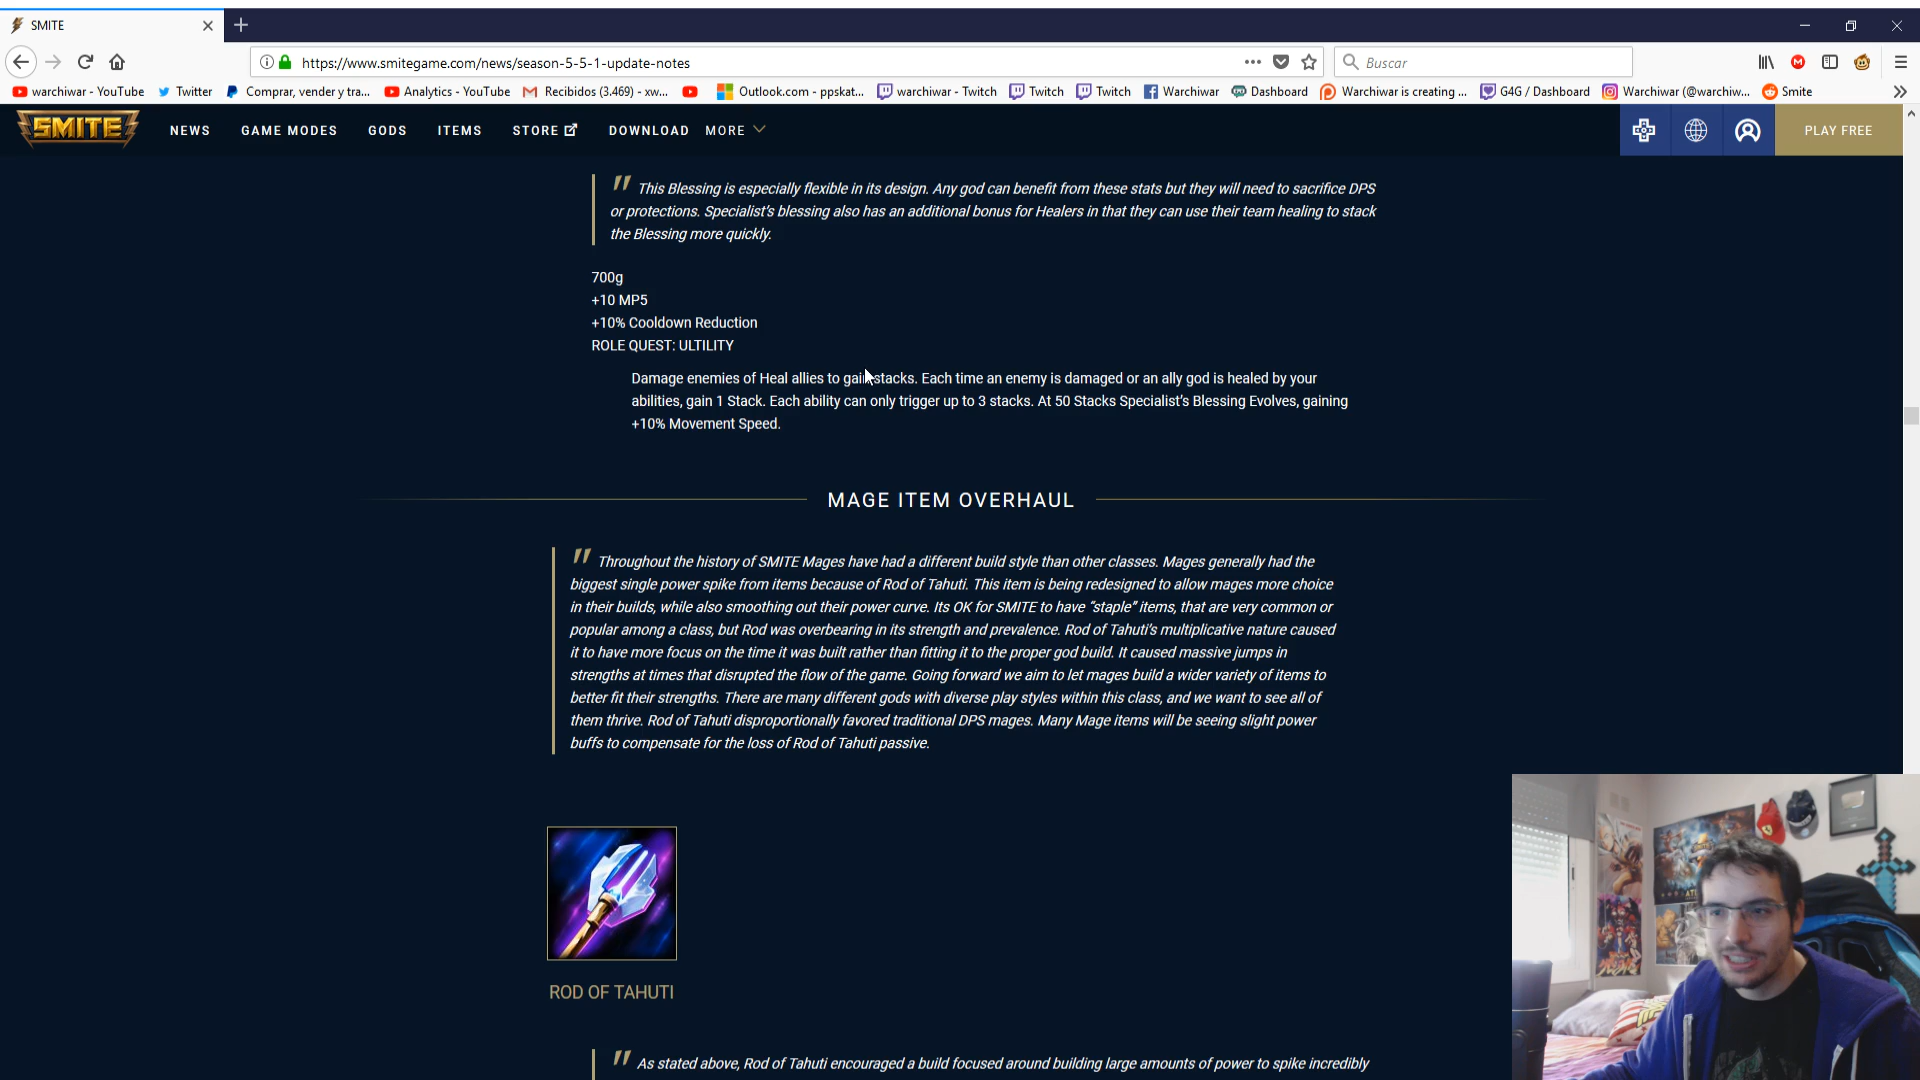 SMITE
https://www.smitegame.com/news/season-5-5-1-update-notes
Buscar
warchiwar - YouTube
Twitter
Comprar, vender y tra...
Analytics - YouTube
Recibidos (3.469) - xw...
Outlook.com - ppskat...
warchiwar - Twitch
Twitch
Twitch
Warchiwar
Dashboard
Warchiwar is creating ...
G4G / Dashboard
Warchiwar (@warchiw...
Smite
SMITE
NEWS
GAME MODES
GODS
ITEMS
STORE
DOWNLOAD
MORE
PLAY FREE
" This Blessing is especially flexible in its design. Any god can benefit from these stats but they will need to sacrifice DPS
or protections. Specialist's blessing also has an additional bonus for Healers in that they can use their team healing to stack
the Blessing more quickly.
700g
+10 MP5
+10% Cooldown Reduction
ROLE QUEST: ULTILITY
Damage enemies of Heal allies to gain stacks. Each time an enemy is damaged or an ally god is healed by your
abilities, gain 1 Stack. Each ability can only trigger up to 3 stacks. At 50 Stacks Specialist's Blessing Evolves, gaining
+10% Movement Speed.
MAGE ITEM OVERHAUL
" Throughout the history of SMITE Mages have had a different build style than other classes. Mages generally had the
biggest single power spike from items because of Rod of Tahuti. This item is being redesigned to allow mages more choice
in their builds, while also smoothing out their power curve. Its OK for SMITE to have "staple" items, that are very common or
popular among a class, but Rod was overbearing in its strength and prevalence. Rod of Tahuti's multiplicative nature caused
it to have more focus on the time it was built rather than fitting it to the proper god build. It caused massive jumps in
strengths at times that disrupted the flow of the game. Going forward we aim to let mages build a wider variety of items to
better fit their strengths. There are many different gods with diverse play styles within this class, and we want to see all of
them thrive. Rod of Tahuti disproportionally favored traditional DPS mages. Many Mage items will be seeing slight power
buffs to compensate for the loss of Rod of Tahuti passive.
ROD OF TAHUTI
" As stated above, Rod of Tahuti encouraged a build focused around building large amounts of power to spike incredibly